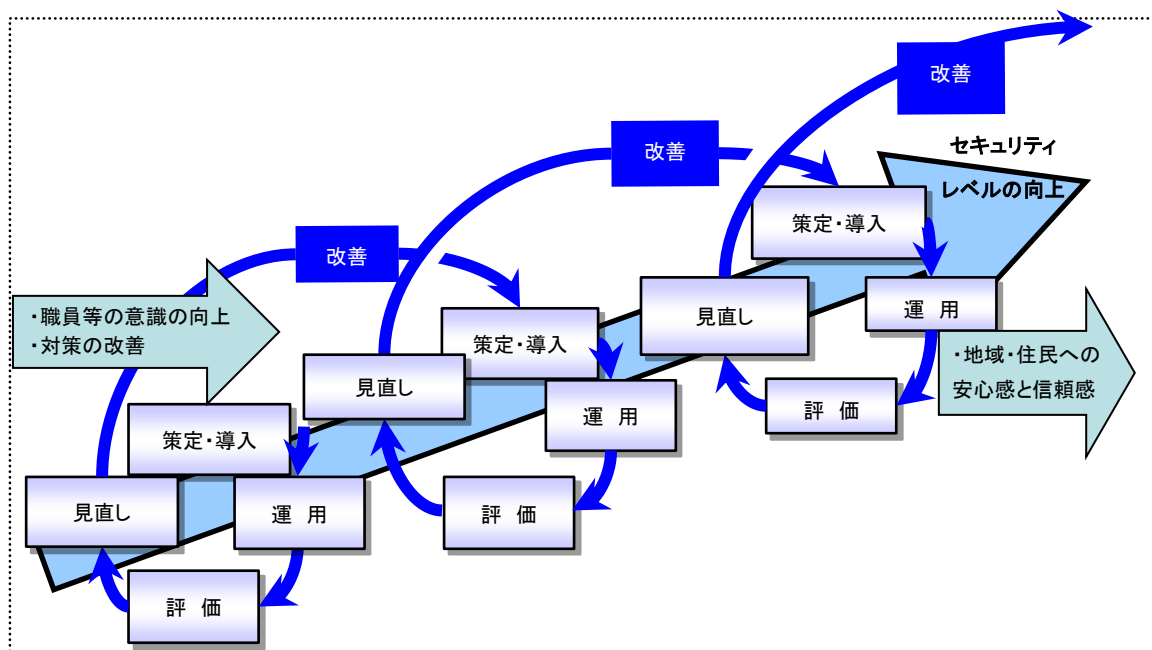 改善
改善
改善
セキュリティ
レベルの向上
策定・導入
運　用
見直し
評　価
・地域・住民への
安心感と信頼感
策定・導入
運　用
見直し
評　価
・職員等の意識の向上
・対策の改善
策定・導入
運　用
見直し
評　価